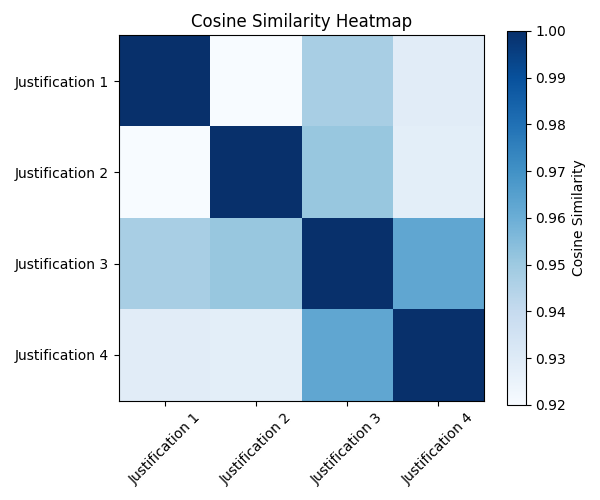 Cosine Similarity Heatmap
Justification 1
Justification 2
Justification 3
Justification 4
Justification 1
Justification 2
Justification 3
Justification 4
1.00
0.99
0.98
0.97
0.96
0.95
0.94
0.93
0.92
Cosine Similarity